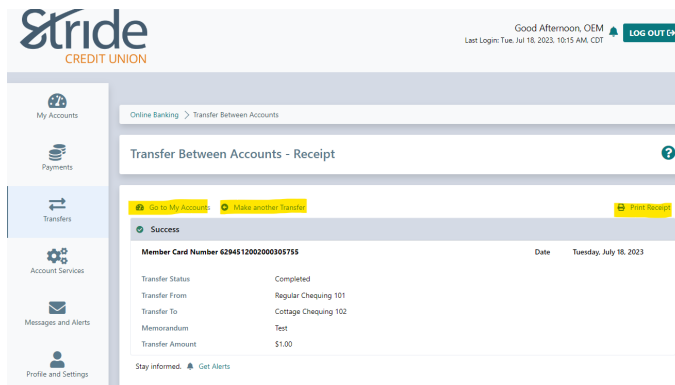 Stride
CREDIT UNION
Good Afternoon, OEM
Last Login: Tue, Jul 18, 2023, 10:15 AM, CDT
LOG OUT
My Accounts
Payments
Transfers
Account Services
Messages and Alerts
Profile and Settings
Online Banking > Transfer Between Accounts
Transfer Between Accounts - Receipt
?
Go to My Accounts Make another Transfer Print Receipt
Success
Member Card Number 6294512002000305755 Date Tuesday, July 18, 2023
Transfer Status Completed
Transfer From Regular Chequing 101
Transfer To Cottage Chequing 102
Memorandum Test
Transfer Amount $1.00
Stay informed. Get Alerts